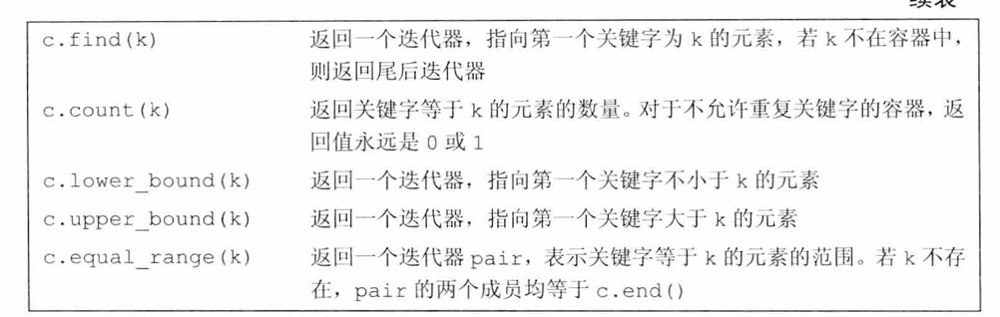 c.find(k) 返回一个迭代器，指向第一个关键字为 k 的元素，若 k 不在容器中，
则返回尾后迭代器
c.count(k) 返回关键字等于 k 的元素的数量。对于不允许重复关键字的容器，返
回值永远是 0 或 1
c.lower_bound(k) 返回一个迭代器，指向第一个关键字不小于 k 的元素
c.upper_bound(k) 返回一个迭代器，指向第一个关键字大于 k 的元素
c.equal_range(k) 返回一个迭代器 pair，表示关键字等于 k 的元素的范围。若 k 不存
在，pair 的两个成员均等于 c.end()